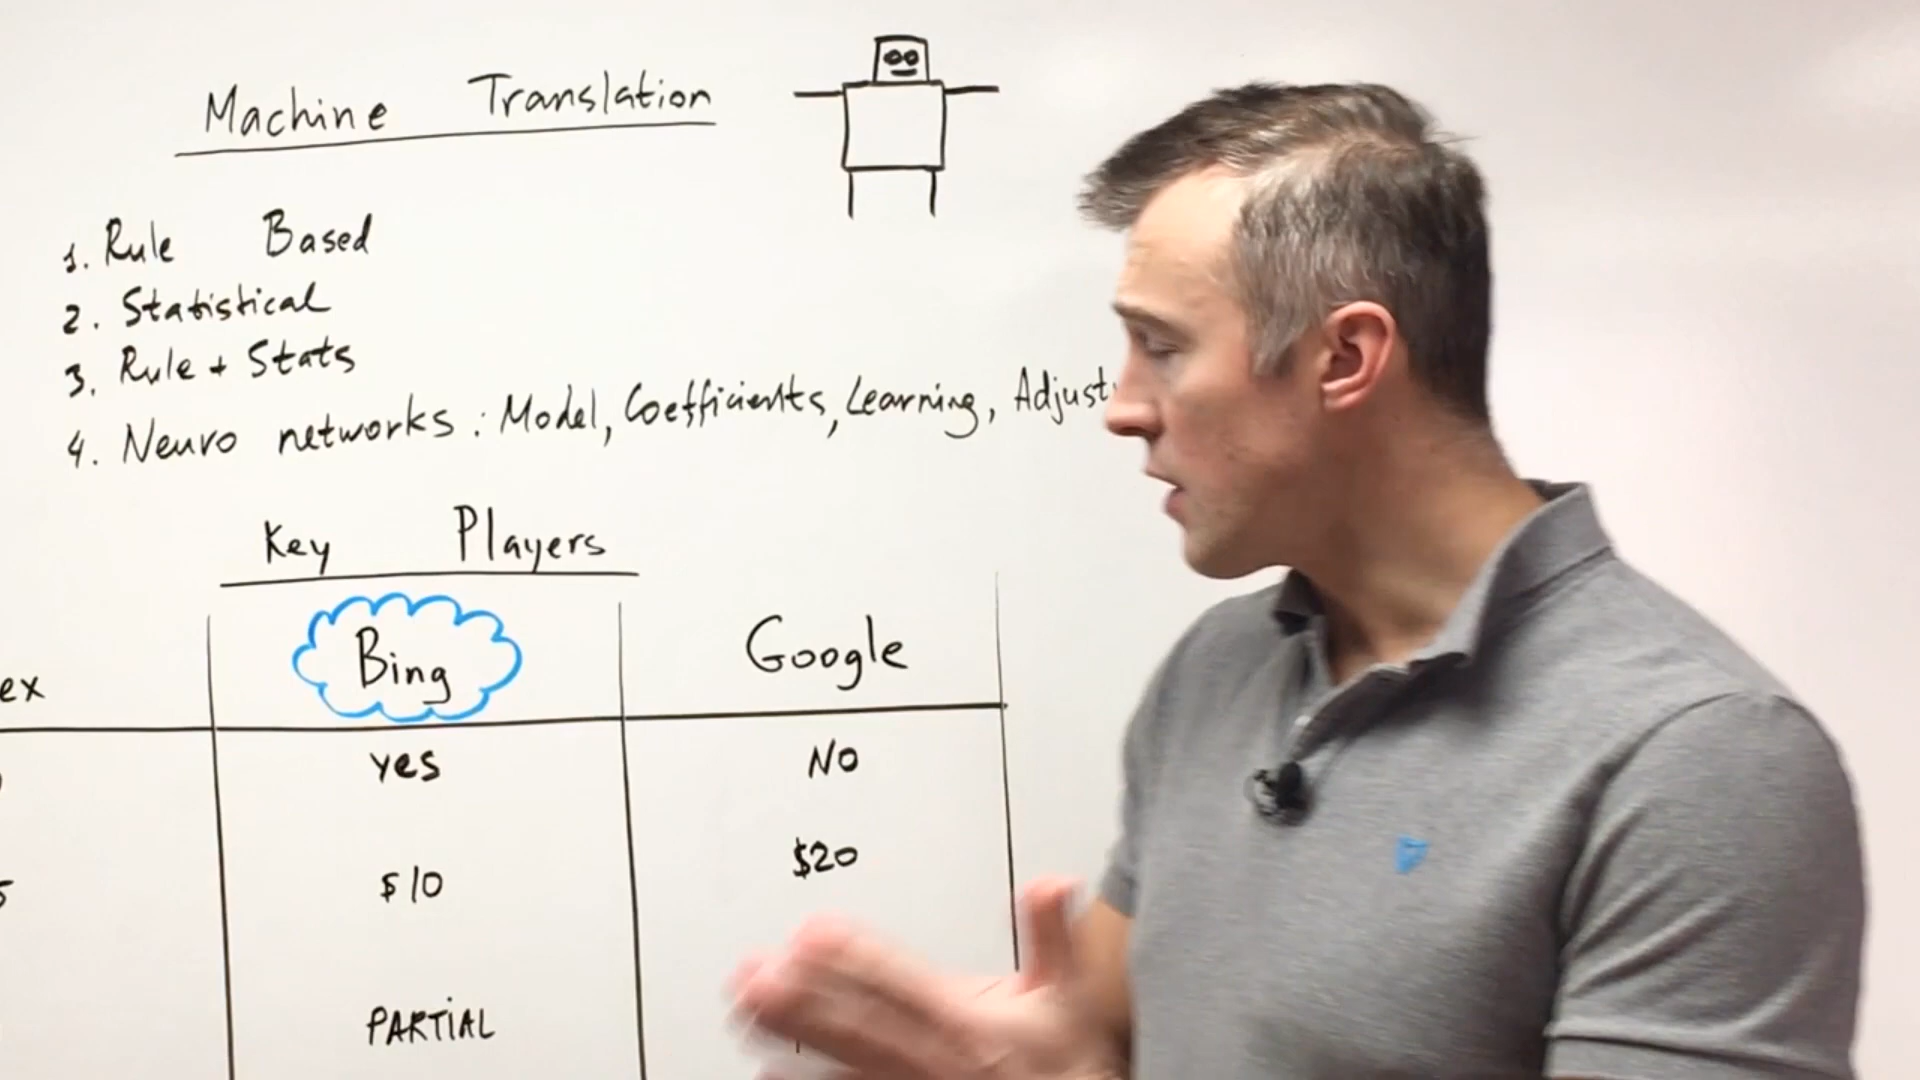 Machine Translation
1. Rule Based
2. Statistical
3. Rule + Stats
4. Neuro networks: Model, Coefficients, Learning, Adjust
Key Players
ex Bing Google
Yes NO
5 $10 $20
PARTIAL